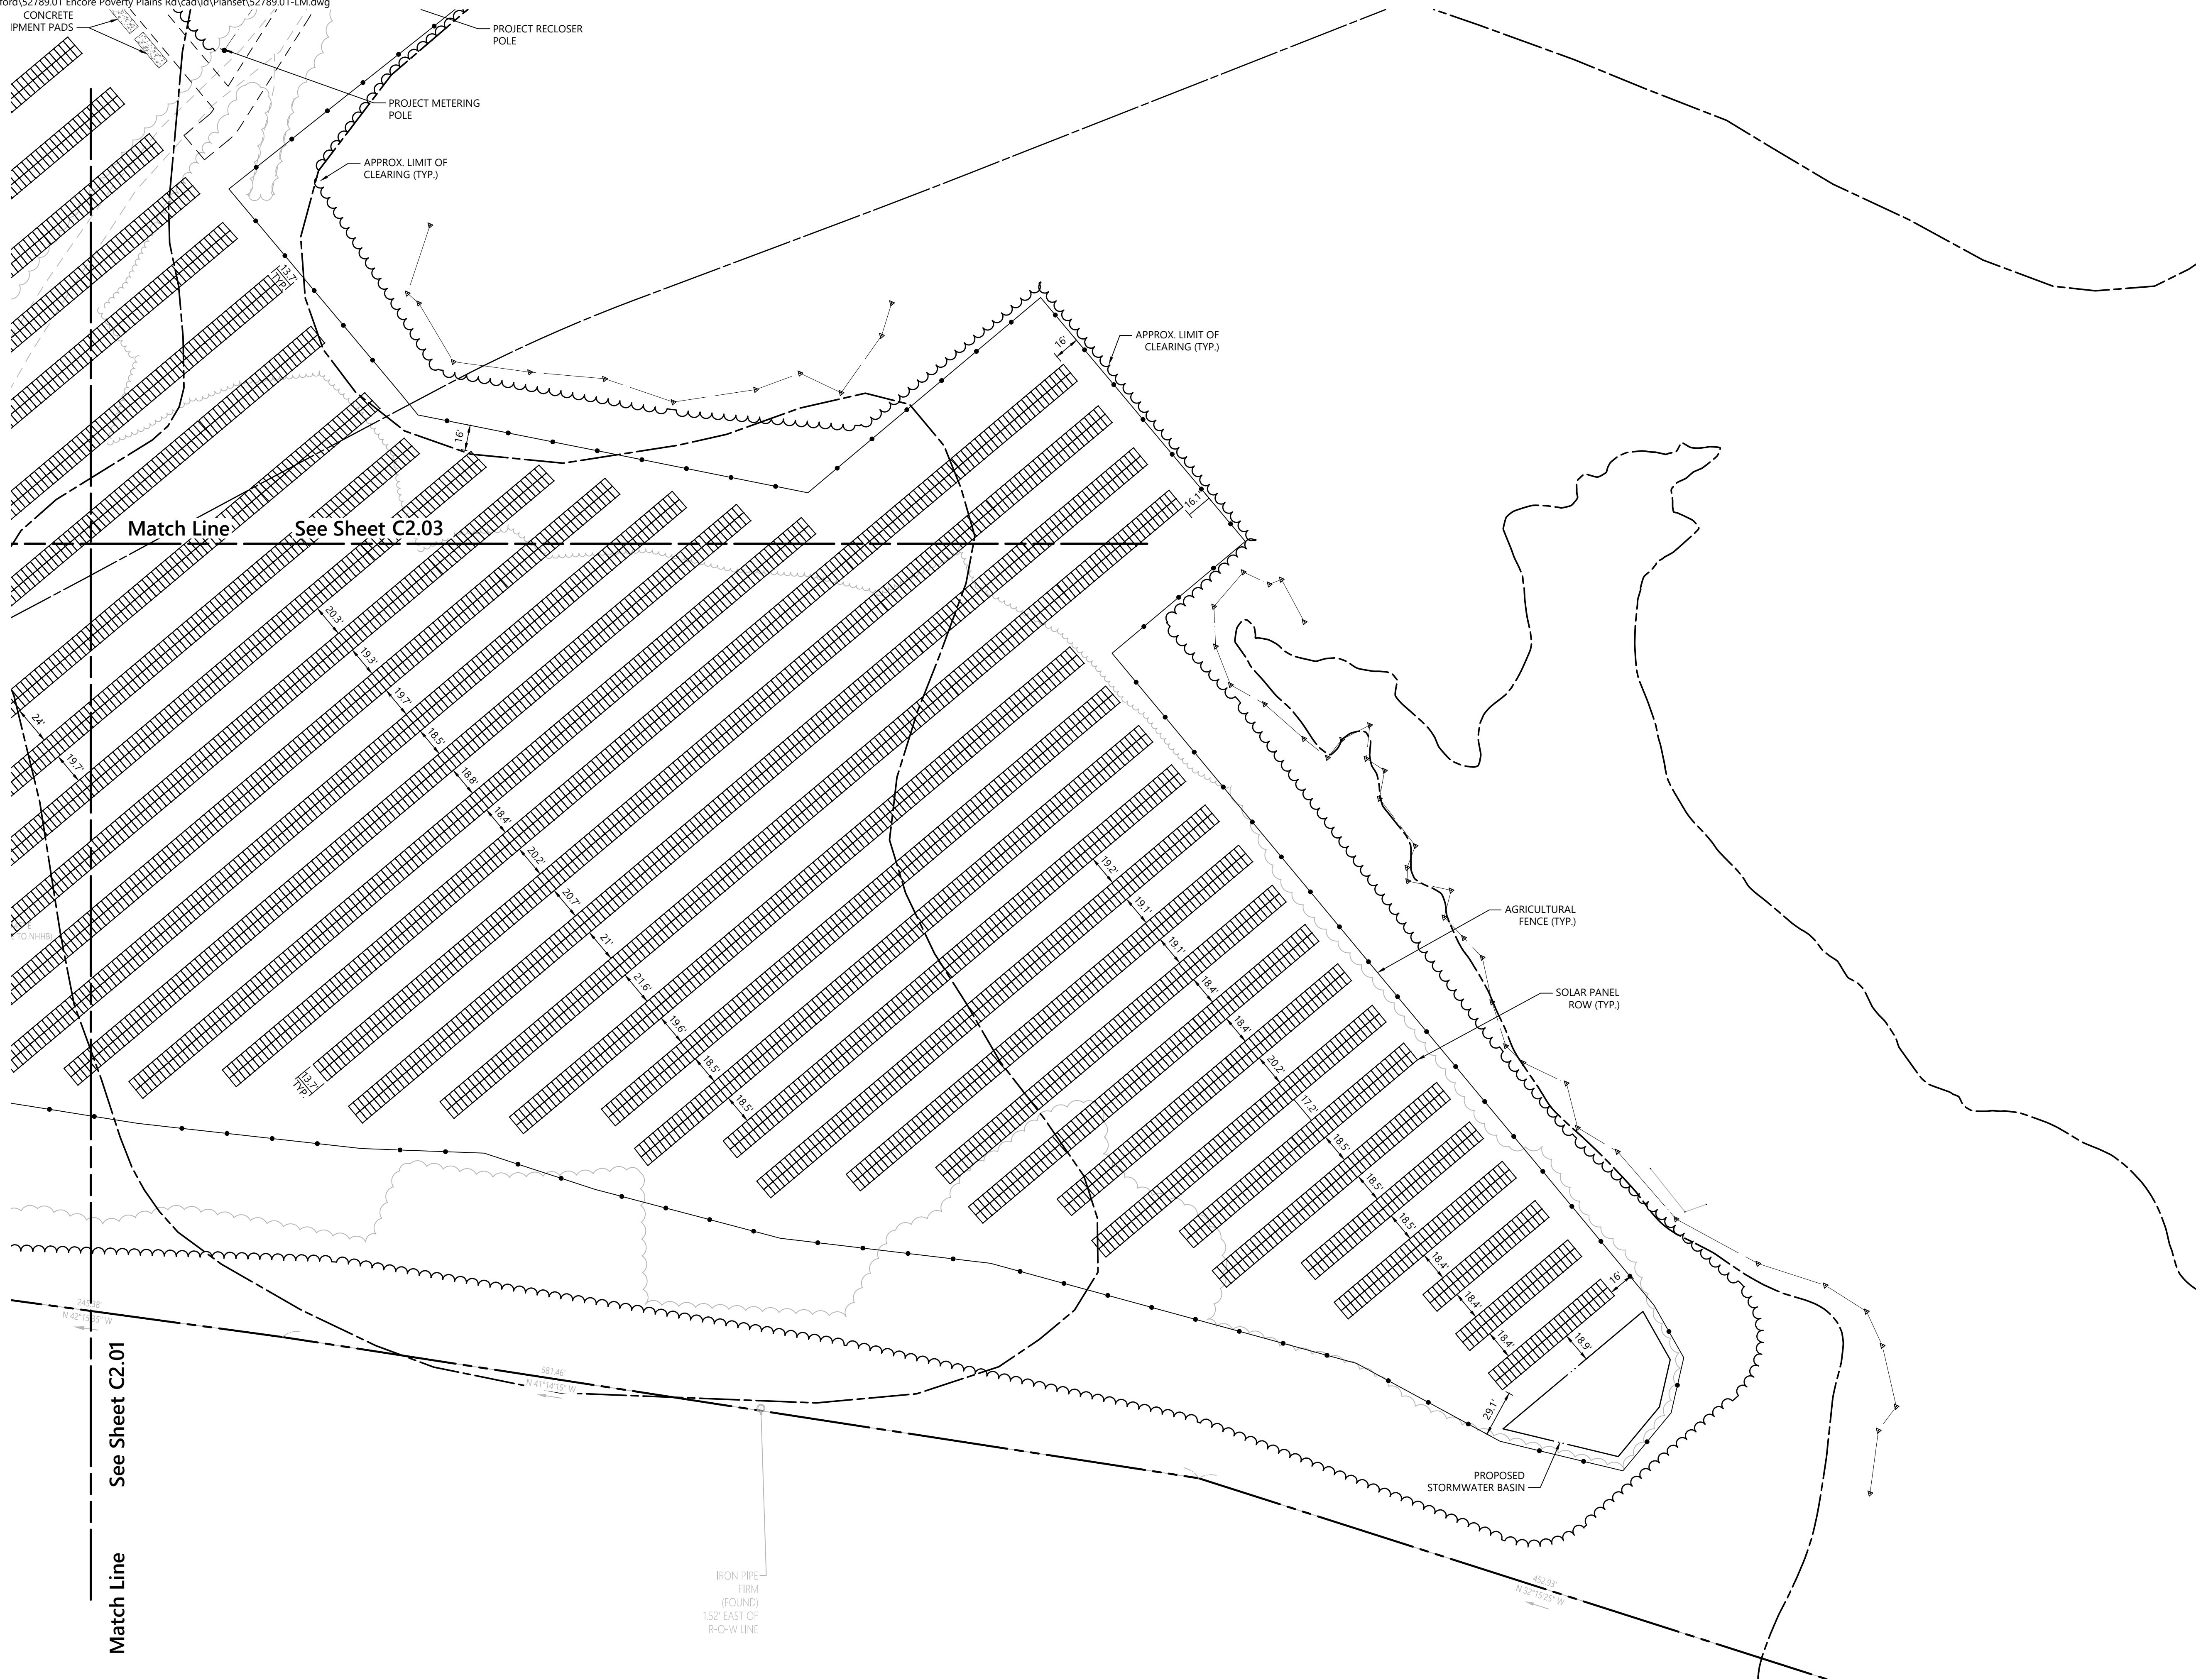 ford\52789.01 Encore Poverty Plains Rd\cad\ld\Planset\52789.01-LM.dwg
CONCRETE
IPMENT PADS
PROJECT RECLOSER
POLE
PROJECT METERING
POLE
APPROX. LIMIT OF
CLEARING (TYP.)
13.7'
TYP.
APPROX. LIMIT OF
CLEARING (TYP.)
16'
16'
16.1'
Match Line
See Sheet C2.03
20.3'
19.3'
19.7'
18.5'
18.8'
18.4'
20.2'
20.7'
21'
21.6'
19.6'
18.5'
18.5'
24'
19.7'
19.2'
19.1'
19.1'
18.4'
18.4'
20.2'
17.2'
18.5'
18.5'
18.5'
18.4'
18.4'
18.4'
AGRICULTURAL
FENCE (TYP.)
SOLAR PANEL
ROW (TYP.)
E TO NHHB)
13.7'
TYP.
16'
18.9'
29.1'
N 42°15'35" W
581.46'
N 41°14'15" W
See Sheet C2.01
Match Line
PROPOSED
STORMWATER BASIN
IRON PIPE
FIRM
(FOUND)
1.52' EAST OF
R-O-W LINE
452.93'
N 32°15'25" W